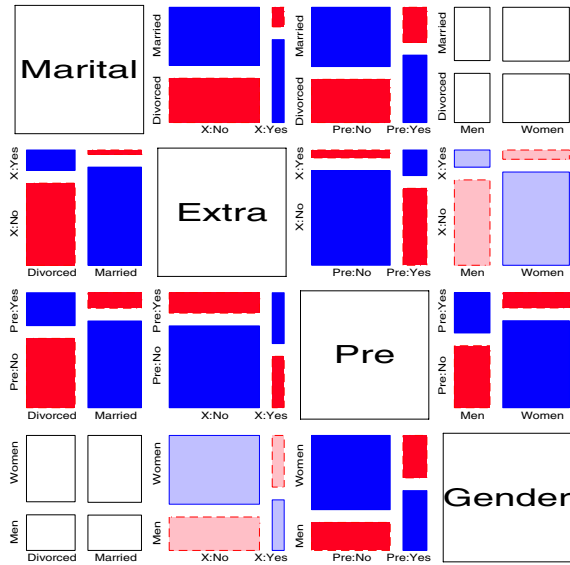 Marital
Divorced Married
X:No X:Yes
Divorced Married
Pre:No Pre:Yes
Divorced Married
Men Women
X:No X:Yes
Divorced Married
Extra
X:No X:Yes
Pre:No Pre:Yes
X:No X:Yes
Men Women
Pre:No Pre:Yes
Divorced Married
Pre:No Pre:Yes
X:No X:Yes
Pre
Pre:No Pre:Yes
Men Women
Men Women
Divorced Married
Men Women
X:No X:Yes
Men Women
Pre:No Pre:Yes
Gender